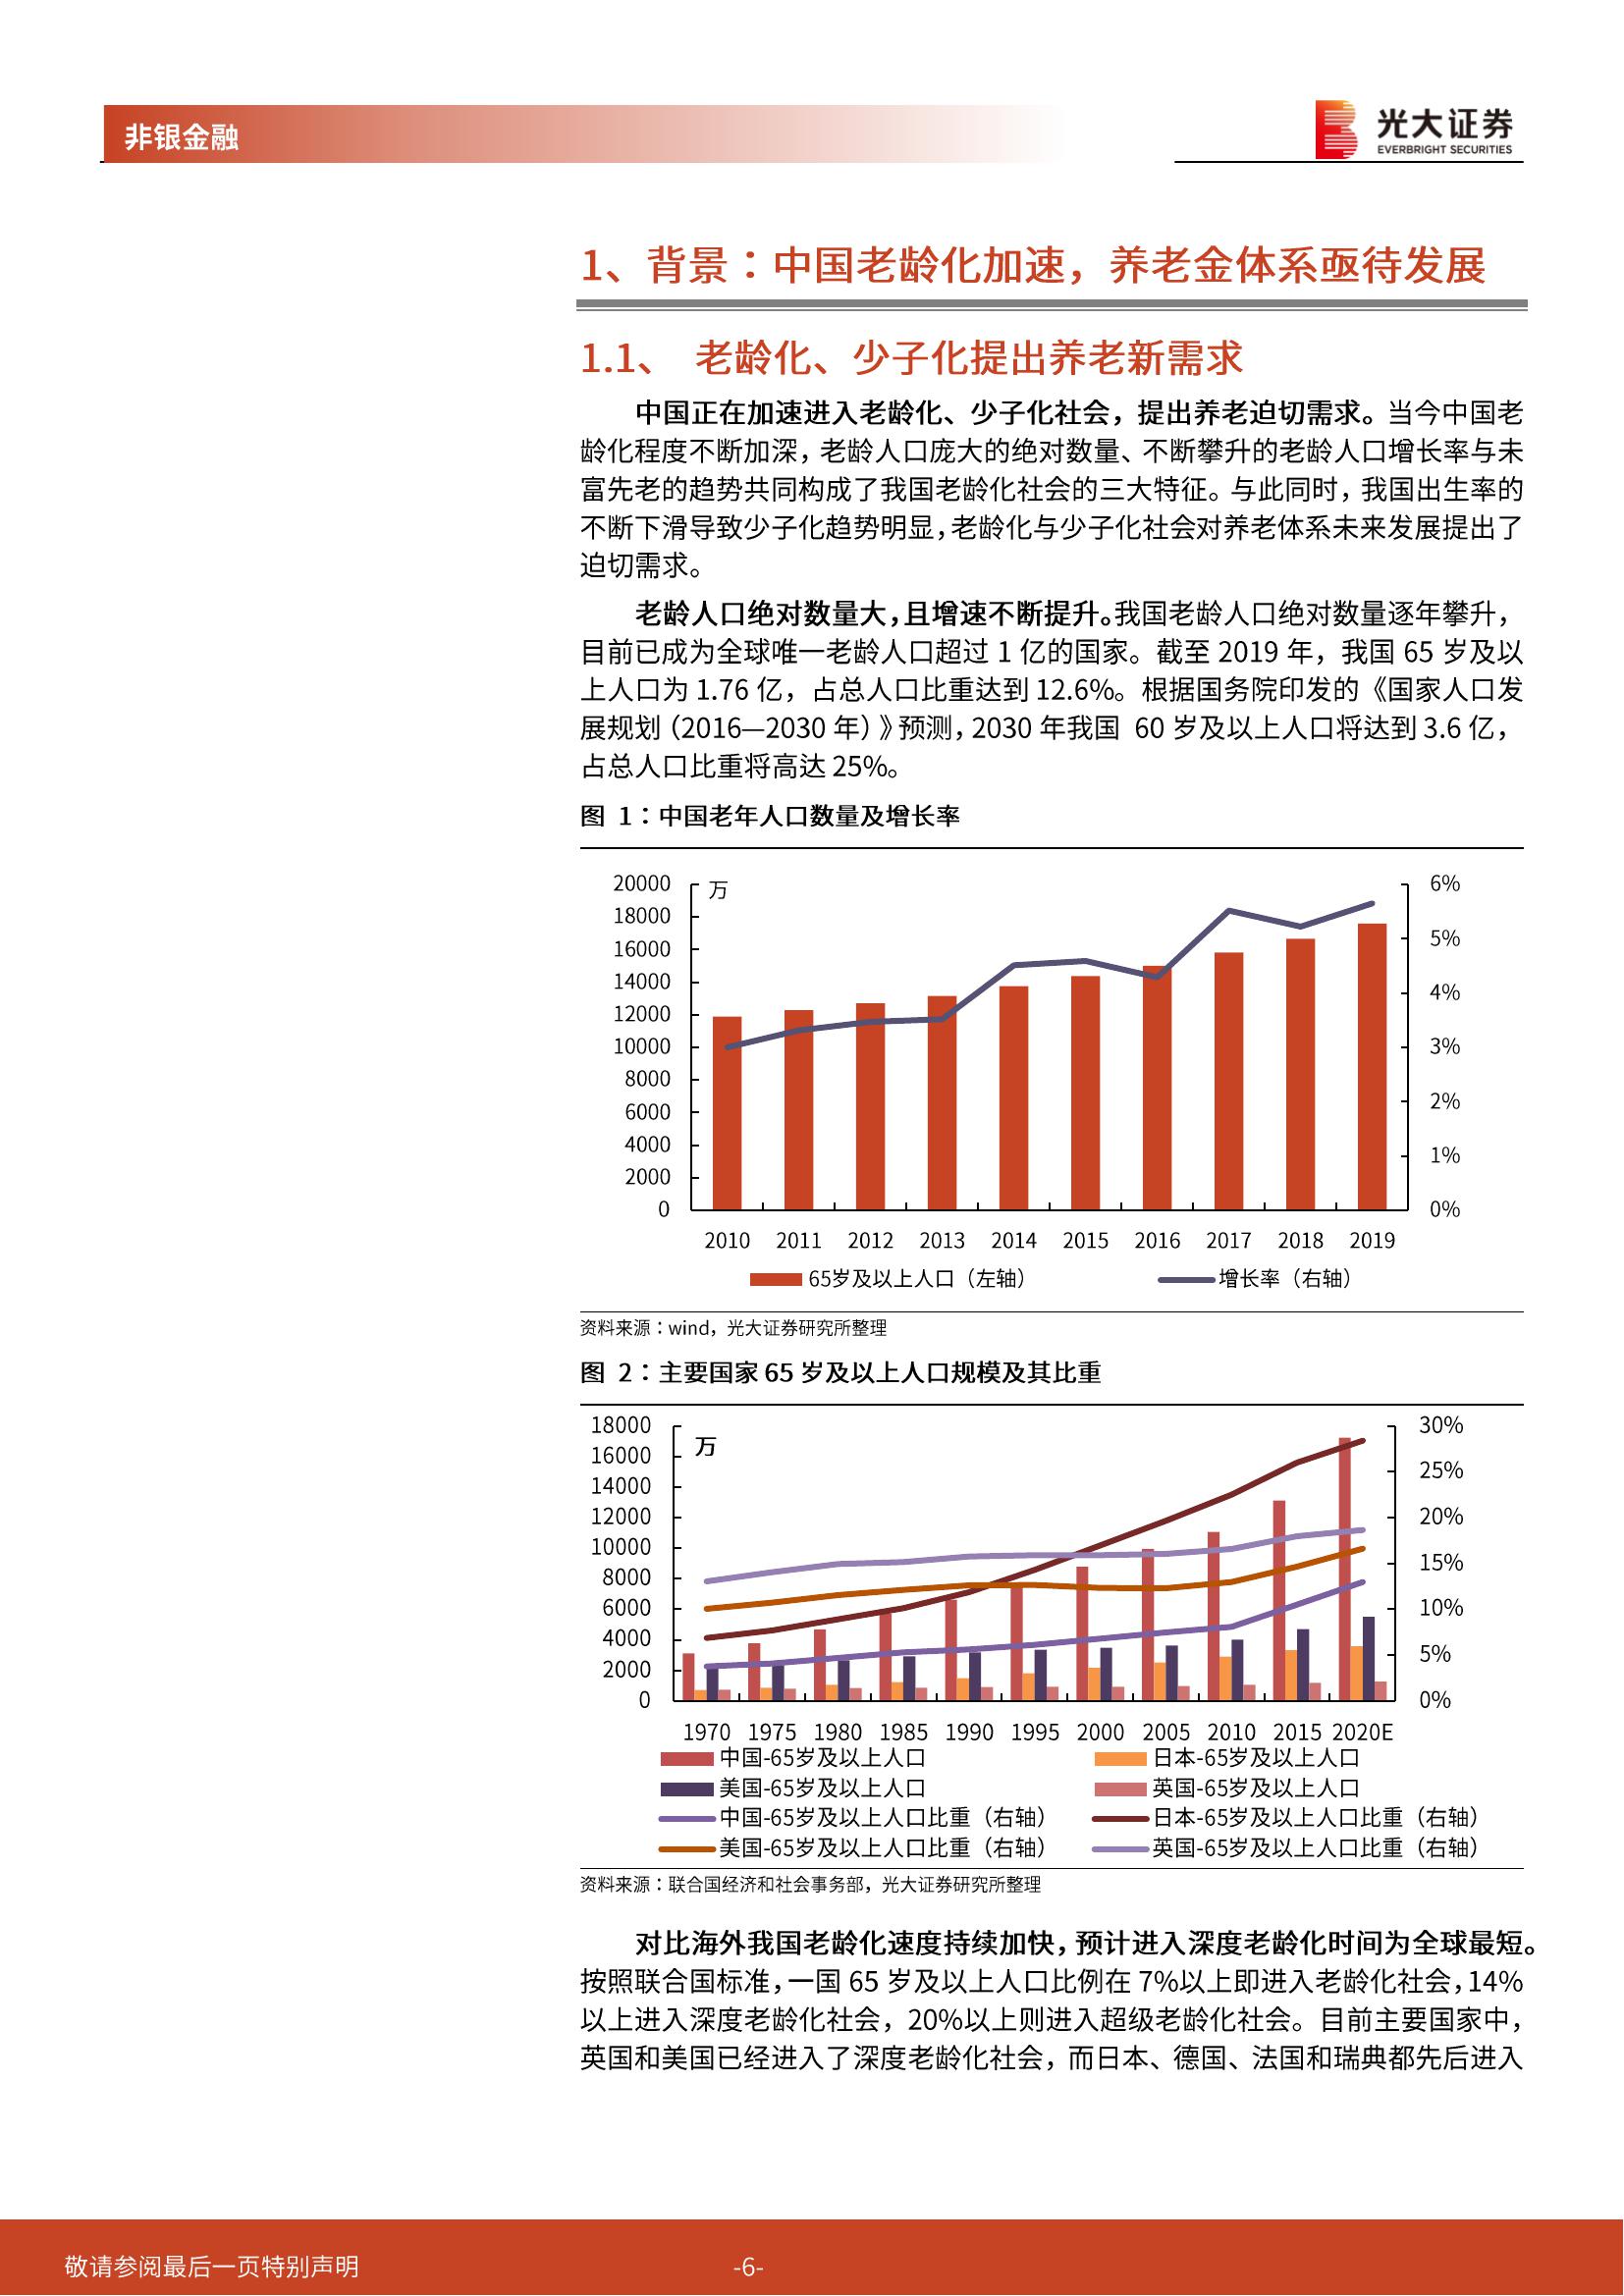 非银金融
光大证券
EVERBRIGHT SECURITIES
1、背景：中国老龄化加速，养老金体系亟待发展
1.1、 老龄化、少子化提出养老新需求
中国正在加速进入老龄化、少子化社会，提出养老迫切需求。当今中国老
龄化程度不断加深，老龄人口庞大的绝对数量、不断攀升的老龄人口增长率与未
富先老的趋势共同构成了我国老龄化社会的三大特征。与此同时，我国出生率的
不断下滑导致少子化趋势明显，老龄化与少子化社会对养老体系未来发展提出了
迫切需求。
老龄人口绝对数量大，且增速不断提升。我国老龄人口绝对数量逐年攀升，
目前已成为全球唯一老龄人口超过 1 亿的国家。截至 2019 年，我国 65 岁及以
上人口为 1.76 亿，占总人口比重达到 12.6%。根据国务院印发的《国家人口发
展规划（2016—2030 年）》预测，2030 年我国 60 岁及以上人口将达到 3.6 亿，
占总人口比重将高达 25%。
图 1：中国老年人口数量及增长率
20000 万 6%
18000
16000 5%
14000
12000 4%
10000 3%
8000
6000 2%
4000 1%
2000
0 0%
2010 2011 2012 2013 2014 2015 2016 2017 2018 2019
65岁及以上人口（左轴） 增长率（右轴）
资料来源：wind，光大证券研究所整理
图 2：主要国家 65 岁及以上人口规模及其比重
18000 30%
万
16000
14000 25%
12000 20%
10000
8000 15%
6000 10%
4000
2000 5%
0 0%
1970 1975 1980 1985 1990 1995 2000 2005 2010 2015 2020E
中国-65岁及以上人口 日本-65岁及以上人口
美国-65岁及以上人口 英国-65岁及以上人口
中国-65岁及以上人口比重（右轴） 日本-65岁及以上人口比重（右轴）
美国-65岁及以上人口比重（右轴） 英国-65岁及以上人口比重（右轴）
资料来源：联合国经济和社会事务部，光大证券研究所整理
对比海外我国老龄化速度持续加快，预计进入深度老龄化时间为全球最短。
按照联合国标准，一国 65 岁及以上人口比例在 7%以上即进入老龄化社会，14%
以上进入深度老龄化社会，20%以上则进入超级老龄化社会。目前主要国家中，
英国和美国已经进入了深度老龄化社会，而日本、德国、法国和瑞典都先后进入
敬请参阅最后一页特别声明
-6-